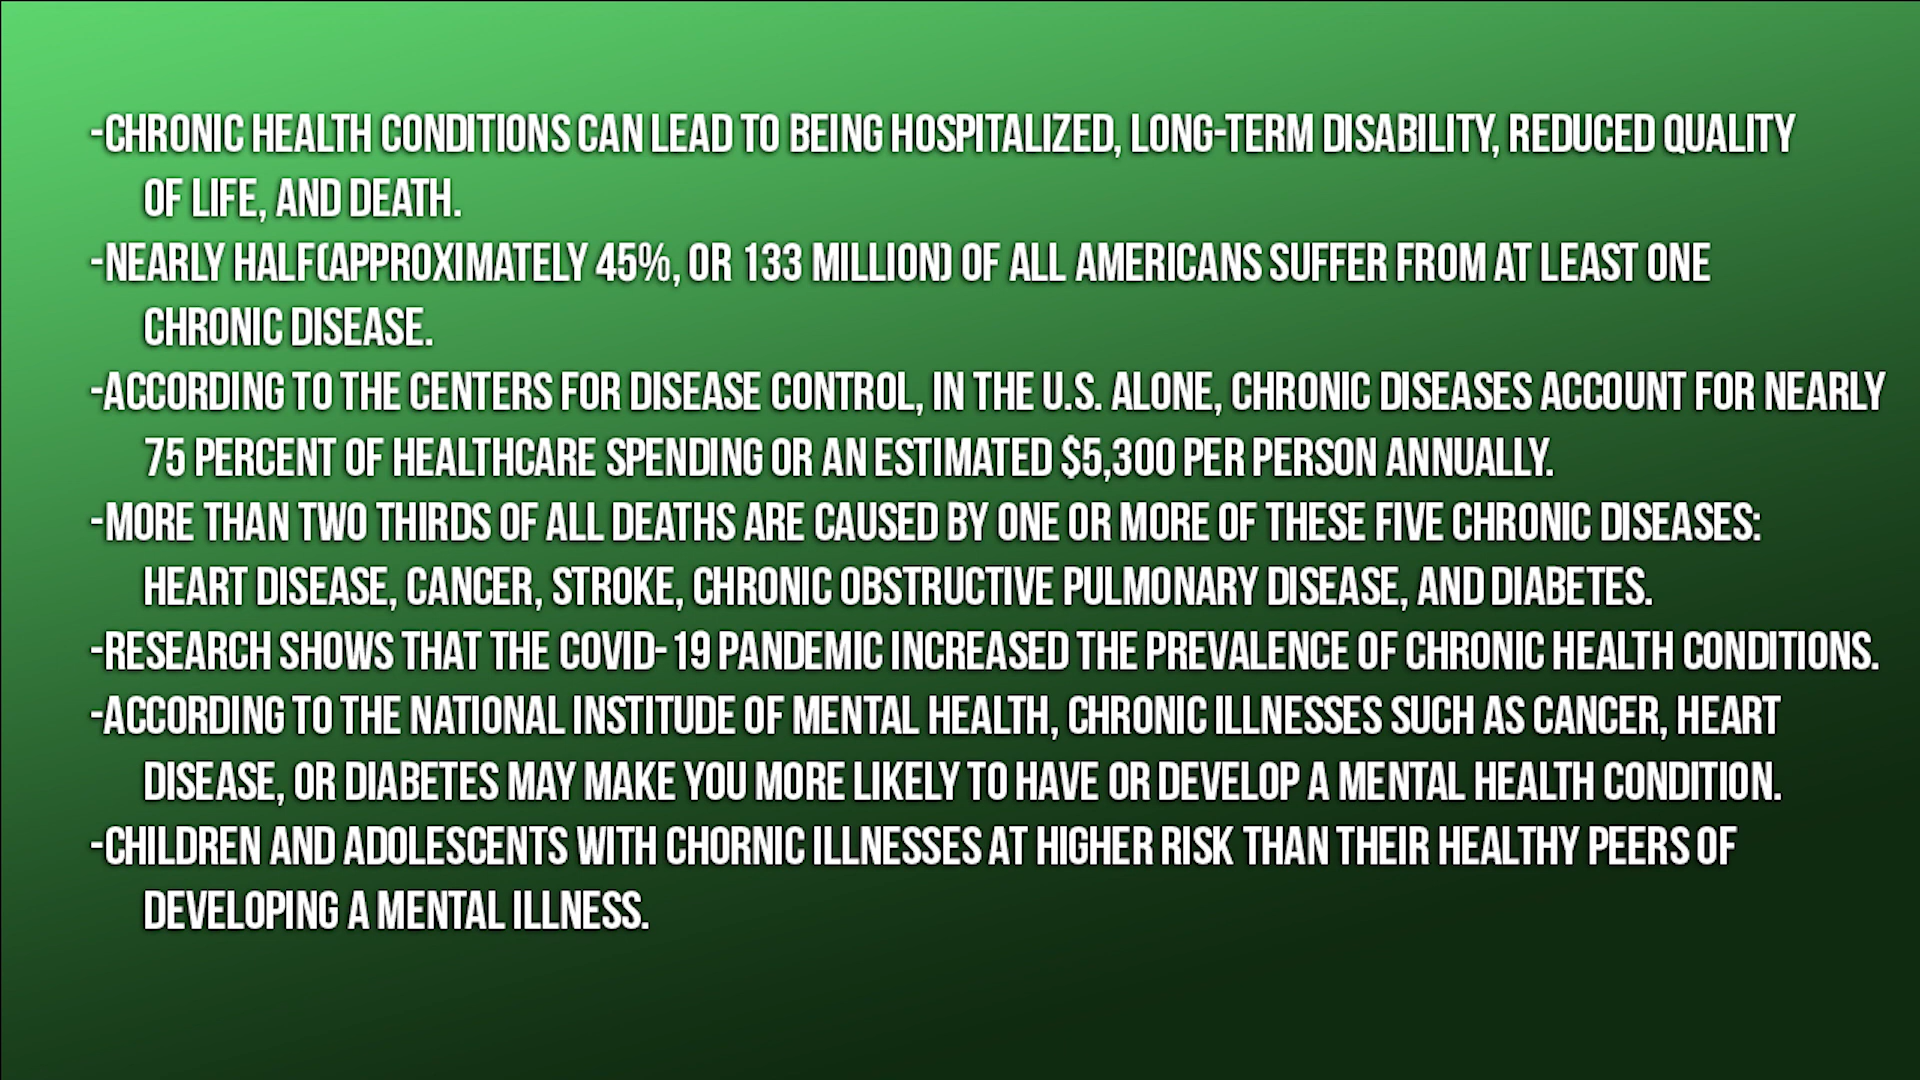 -CHRONIC HEALTH CONDITIONS CAN LEAD TO BEING HOSPITALIZED, LONG-TERM DISABILITY, REDUCED QUALITY
OF LIFE, AND DEATH.
-NEARLY HALF(APPROXIMATELY 45%, OR 133 MILLION) OF ALL AMERICANS SUFFER FROM AT LEAST ONE
CHRONIC DISEASE.
-ACCORDING TO THE CENTERS FOR DISEASE CONTROL, IN THE U.S. ALONE, CHRONIC DISEASES ACCOUNT FOR NEARLY
75 PERCENT OF HEALTHCARE SPENDING OR AN ESTIMATED $5,300 PER PERSON ANNUALLY.
-MORE THAN TWO THIRDS OF ALL DEATHS ARE CAUSED BY ONE OR MORE OF THESE FIVE CHRONIC DISEASES:
HEART DISEASE, CANCER, STROKE, CHRONIC OBSTRUCTIVE PULMONARY DISEASE, AND DIABETES.
-RESEARCH SHOWS THAT THE COVID-19 PANDEMIC INCREASED THE PREVALENCE OF CHRONIC HEALTH CONDITIONS.
-ACCORDING TO THE NATIONAL INSTITUDE OF MENTAL HEALTH, CHRONIC ILLNESSES SUCH AS CANCER, HEART
DISEASE, OR DIABETES MAY MAKE YOU MORE LIKELY TO HAVE OR DEVELOP A MENTAL HEALTH CONDITION.
-CHILDREN AND ADOLESCENTS WITH CHORNIC ILLNESSES AT HIGHER RISK THAN THEIR HEALTHY PEERS OF
DEVELOPING A MENTAL ILLNESS.